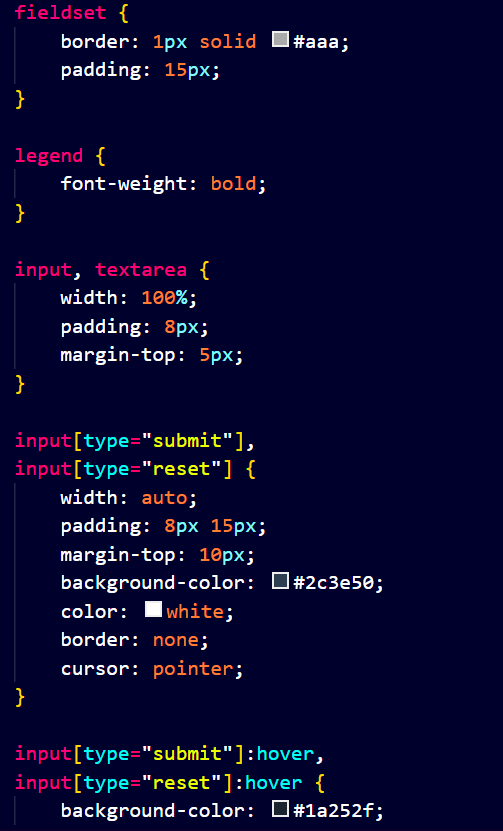 fieldset {
    border: 1px solid #aaa;
    padding: 15px;
}

legend {
    font-weight: bold;
}

input, textarea {
    width: 100%;
    padding: 8px;
    margin-top: 5px;
}

input[type="submit"],
input[type="reset"] {
    width: auto;
    padding: 8px 15px;
    margin-top: 10px;
    background-color: #2c3e50;
    color: white;
    border: none;
    cursor: pointer;
}

input[type="submit"]:hover,
input[type="reset"]:hover {
    background-color: #1a252f;